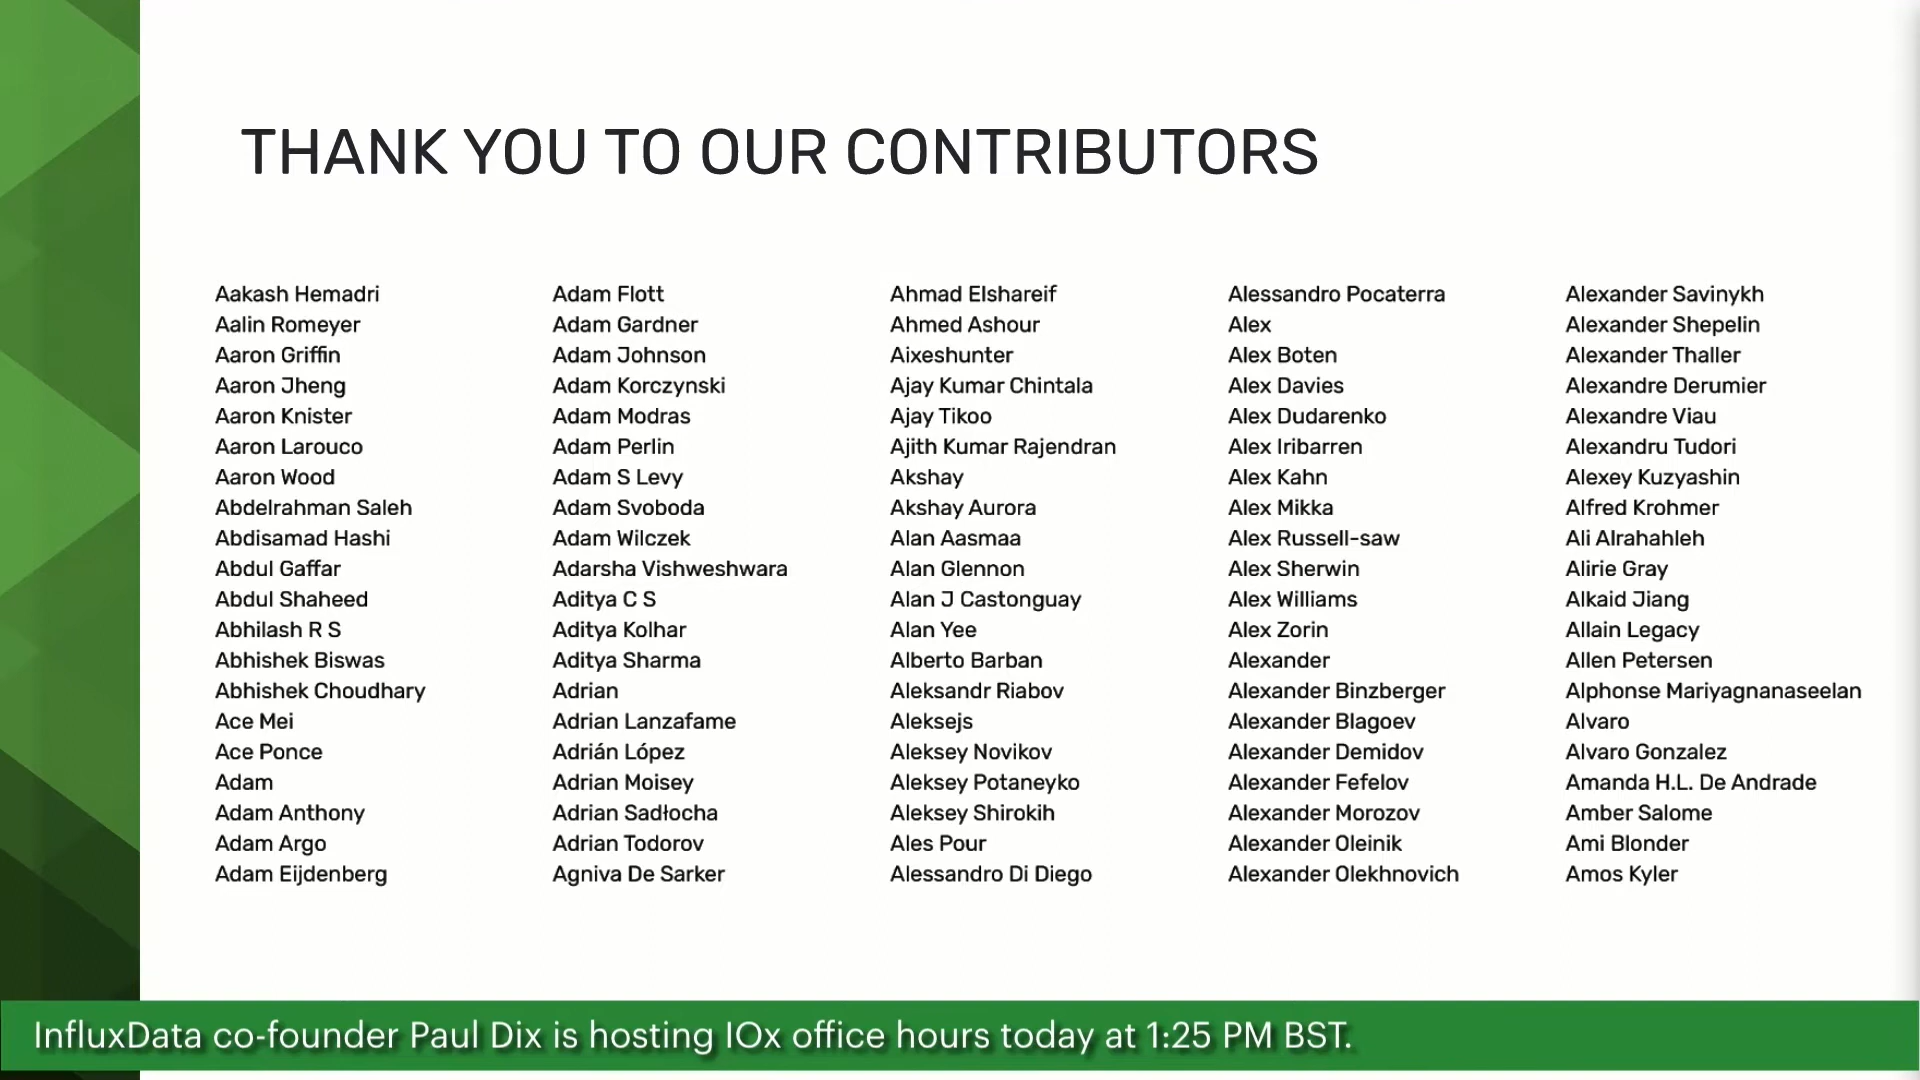 THANK YOU TO OUR CONTRIBUTORS
Aakash Hemadri
Aalin Romeyer
Aaron Griffin
Aaron Jheng
Aaron Knister
Aaron Larouco
Aaron Wood
Abdelrahman Saleh
Abdisamad Hashi
Abdul Gaffar
Abdul Shaheed
Abhilash R S
Abhishek Biswas
Abhishek Choudhary
Ace Mei
Ace Ponce
Adam
Adam Anthony
Adam Argo
Adam Eijdenberg
Adam Flott
Adam Gardner
Adam Johnson
Adam Korczynski
Adam Modras
Adam Perlin
Adam S Levy
Adam Svoboda
Adam Wilczek
Adarsha Vishweshwara
Aditya C S
Aditya Kolhar
Aditya Sharma
Adrian
Adrian Lanzafame
Adrián López
Adrian Moisey
Adrian Sadłocha
Adrian Todorov
Agniva De Sarker
Ahmad Elshareif
Ahmed Ashour
Aixeshunter
Ajay Kumar Chintala
Ajay Tikoo
Ajith Kumar Rajendran
Akshay
Akshay Aurora
Alan Aasmaa
Alan Glennon
Alan J Castonguay
Alan Yee
Alberto Barban
Aleksandr Riabov
Aleksejs
Aleksey Novikov
Aleksey Potaneyko
Aleksey Shirokih
Ales Pour
Alessandro Di Diego
Alessandro Pocaterra
Alex
Alex Boten
Alex Davies
Alex Dudarenko
Alex Iribarren
Alex Kahn
Alex Mikka
Alex Russell-saw
Alex Sherwin
Alex Williams
Alex Zorin
Alexander
Alexander Binzberger
Alexander Blagoev
Alexander Demidov
Alexander Fefelov
Alexander Morozov
Alexander Oleinik
Alexander Olekhnovich
Alexander Savinykh
Alexander Shepelin
Alexander Thaller
Alexandre Derumier
Alexandre Viau
Alexandru Tudori
Alexey Kuzyashin
Alfred Krohmer
Ali Alrahahleh
Alirie Gray
Alkaid Jiang
Allain Legacy
Allen Petersen
Alphonse Mariyagnanaseelan
Alvaro
Alvaro Gonzalez
Amanda H.L. De Andrade
Amber Salome
Ami Blonder
Amos Kyler
InfluxData co-founder Paul Dix is hosting IOx office hours today at 1:25 PM BST.